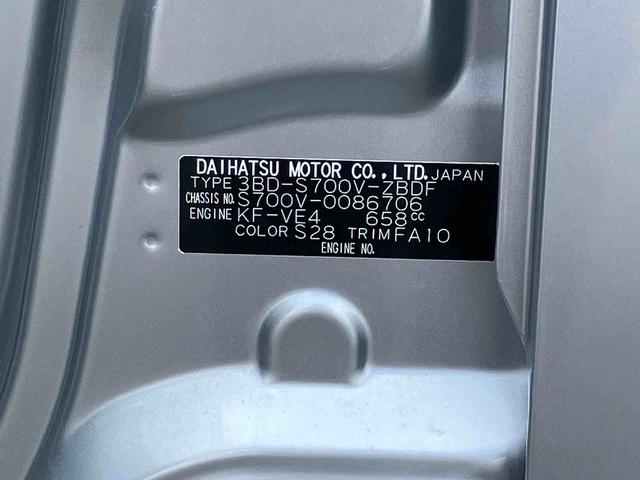 DAIHATSU MOTOR CO.,LTD. JAPAN
TYPE 3BD-S700V-ZBDF
CHASSIS NO. S700V-0086706
ENGINE KF-VE4 658cc
COLOR S28 TRIM FA10
ENGINE NO.